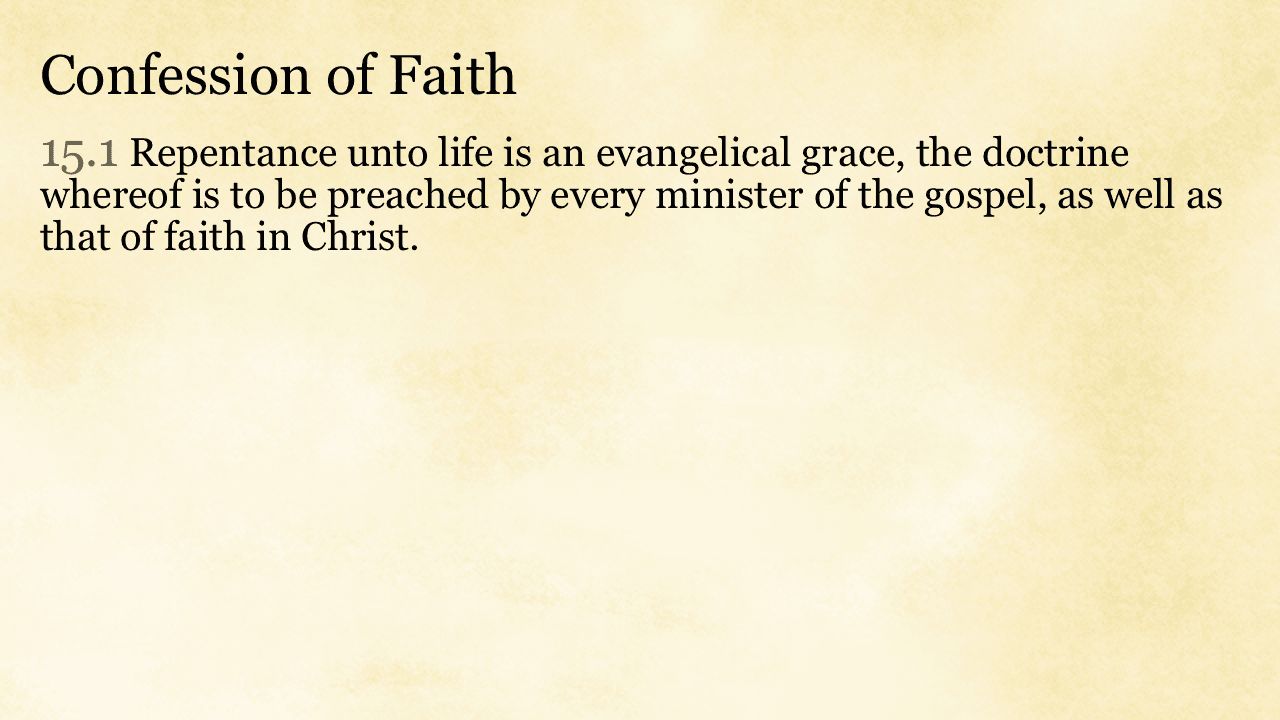 Confession of Faith
15.1 Repentance unto life is an evangelical grace, the doctrine
whereof is to be preached by every minister of the gospel, as well as
that of faith in Christ.